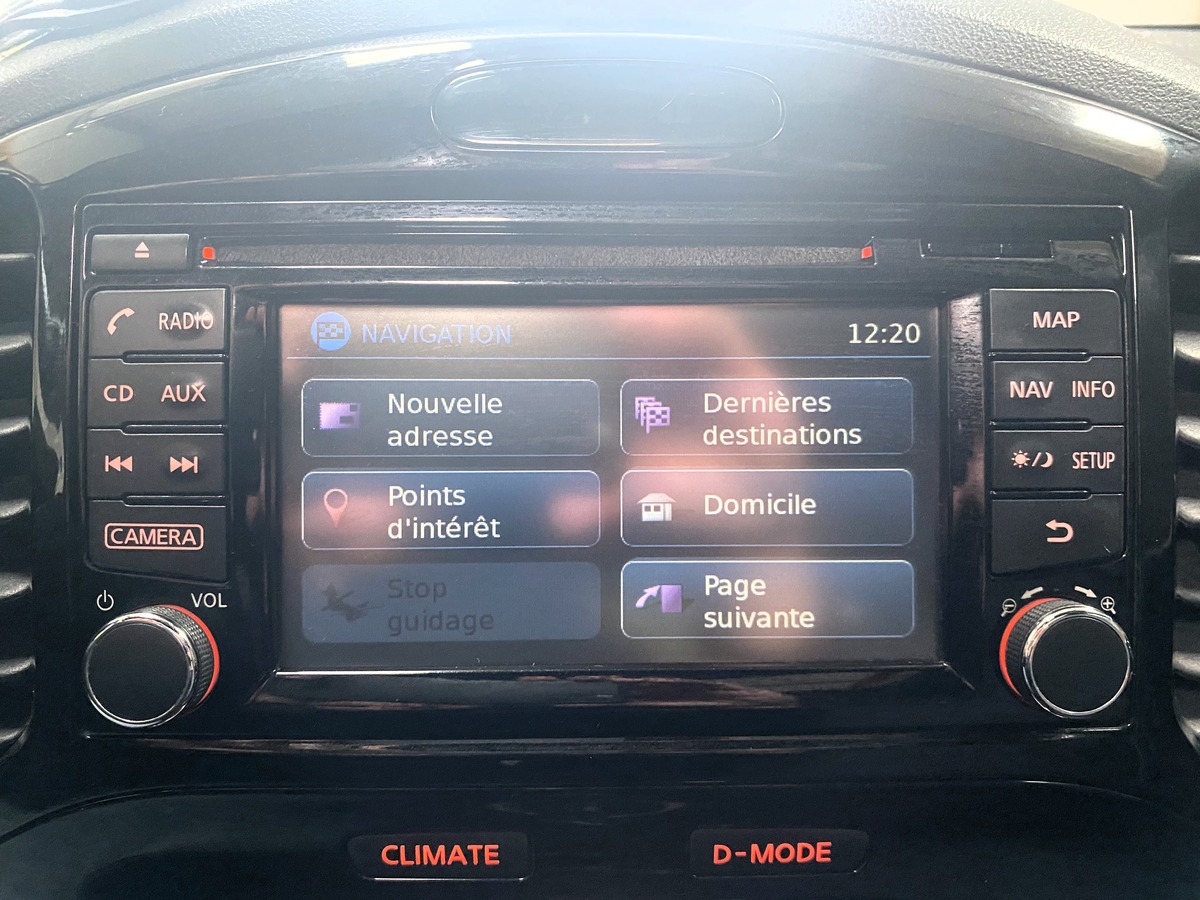 RADIO
CD AUX
CAMERA
VOL
NAVIGATION 12:20
Nouvelle
adresse
Dernières
destinations
Points
d'intérêt
Domicile
Stop
guidage
Page
suivante
MAP
NAV INFO
SETUP
CLIMATE
D-MODE